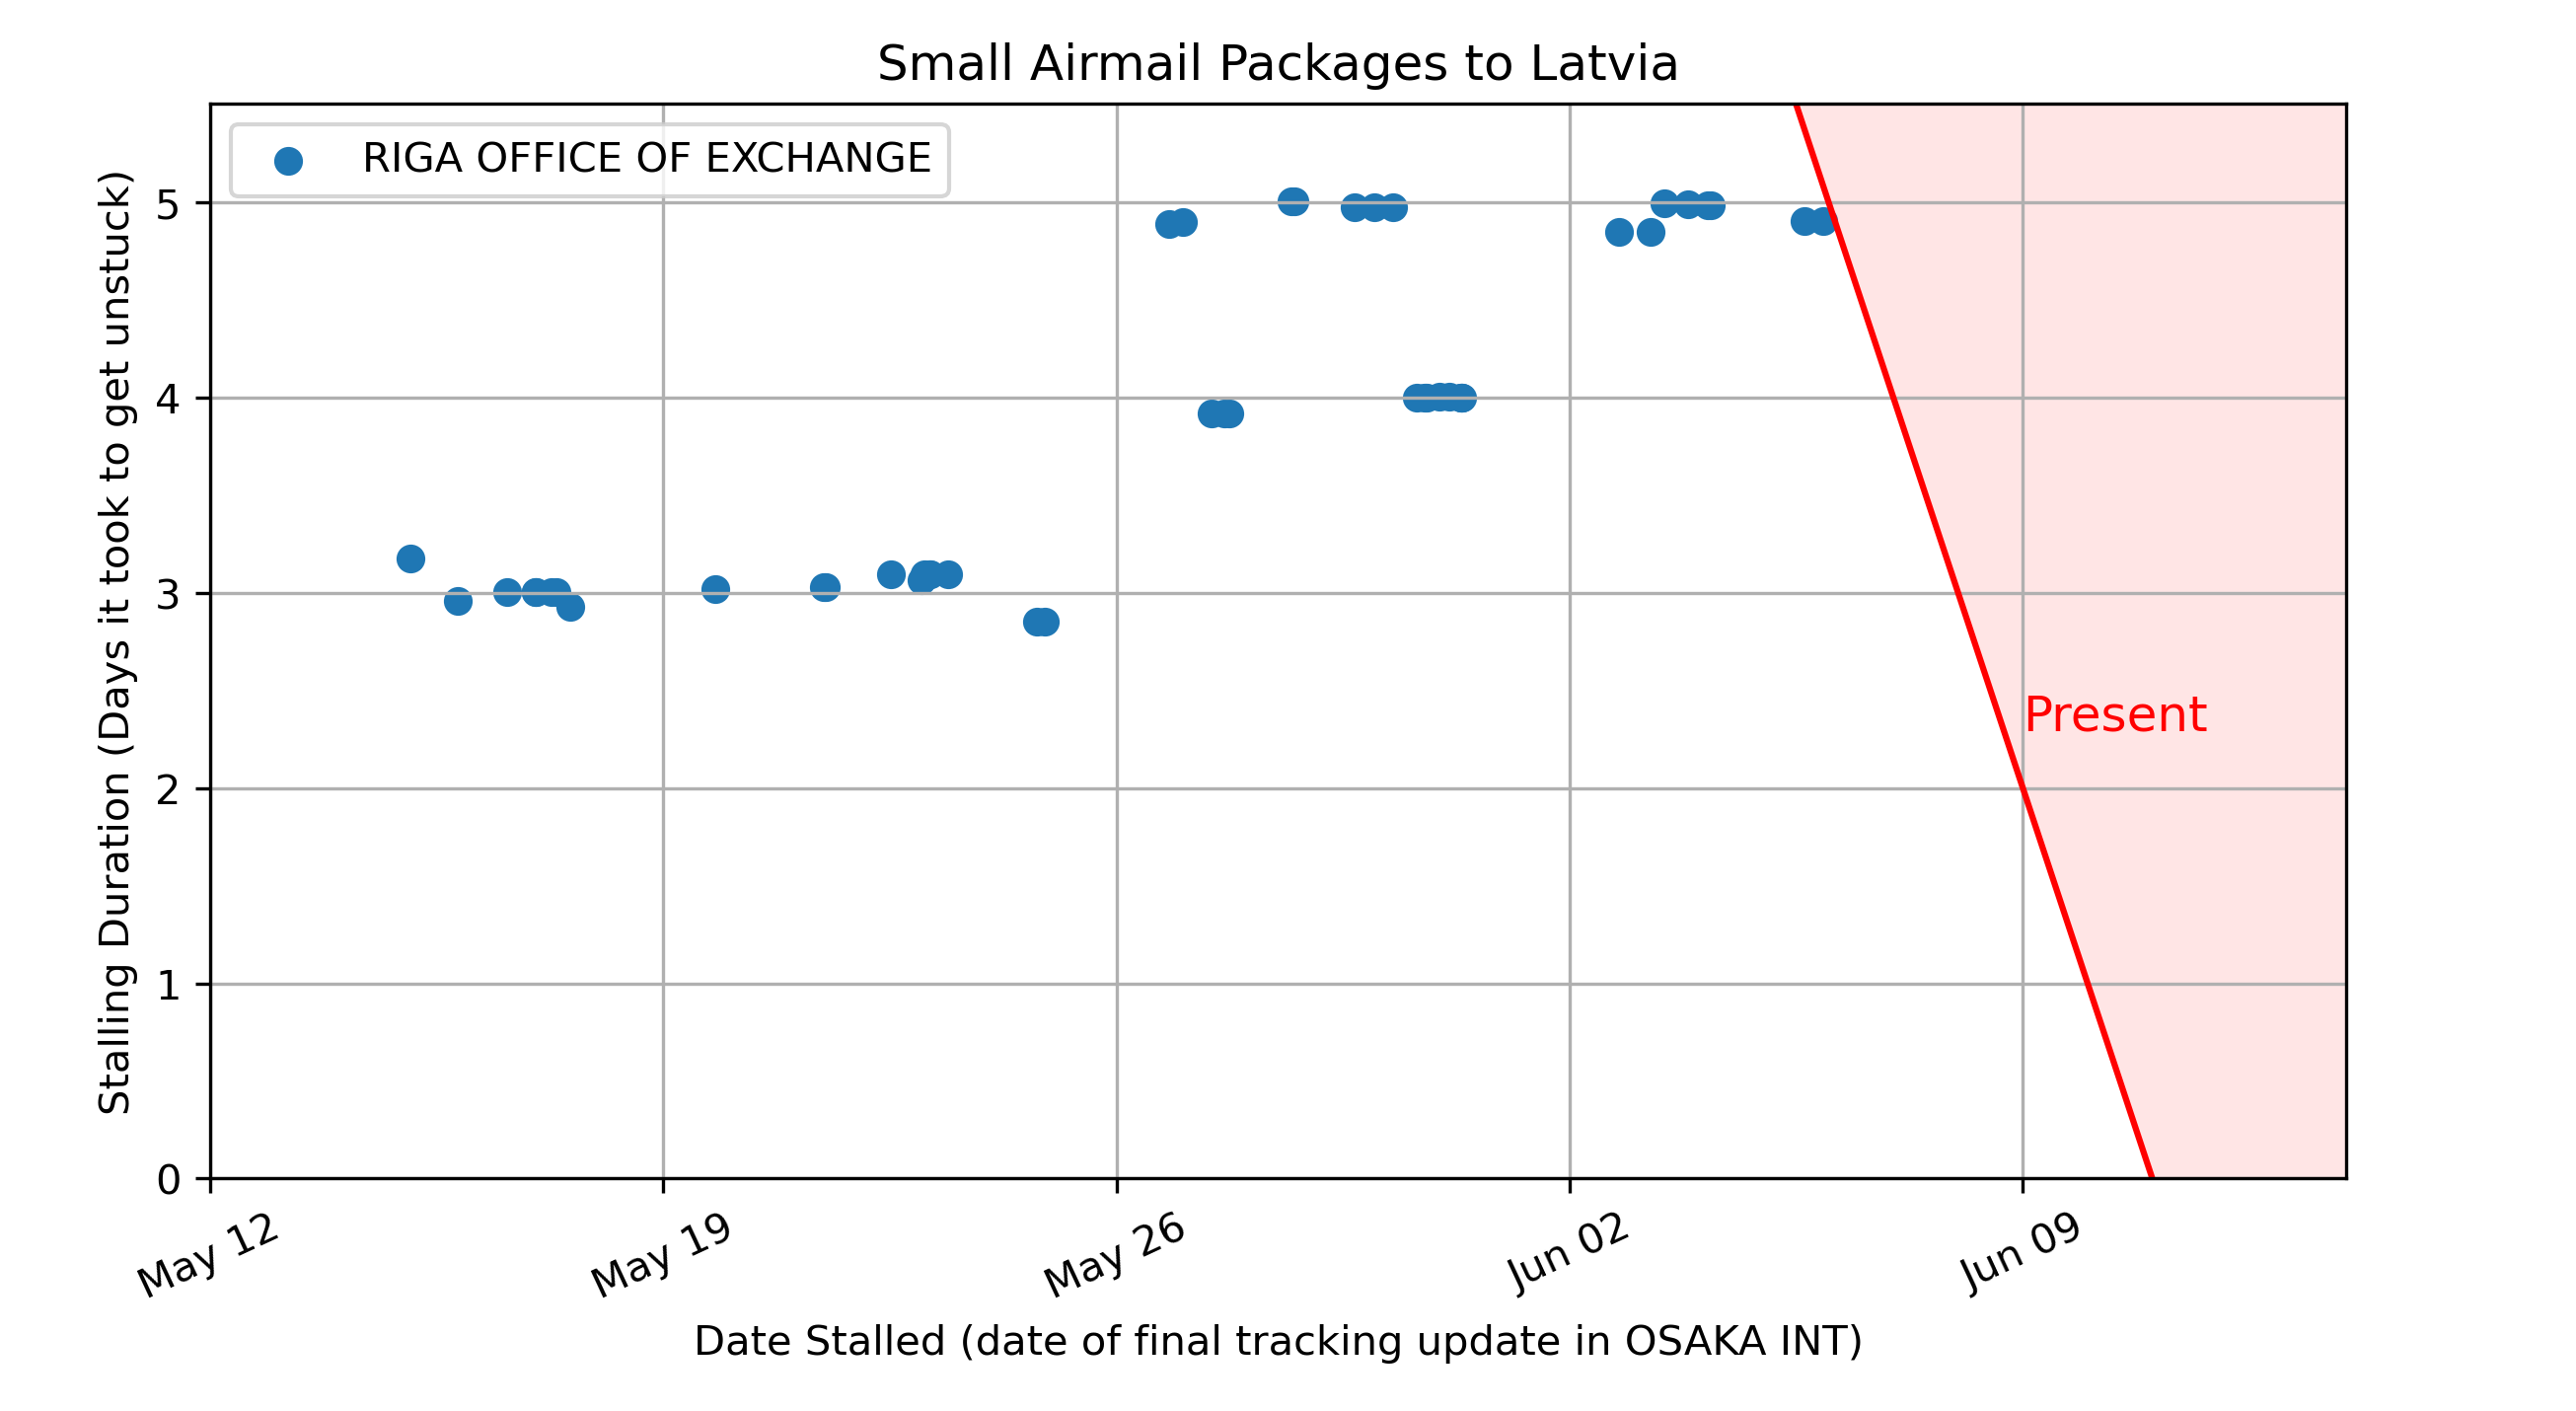 Small Airmail Packages to Latvia
RIGA OFFICE OF EXCHANGE
Stalling Duration (Days it took to get unstuck)
5
4
3
2
1
0
Present
May 12
May 19
May 26
Jun 02
Jun 09
Date Stalled (date of final tracking update in OSAKA INT)